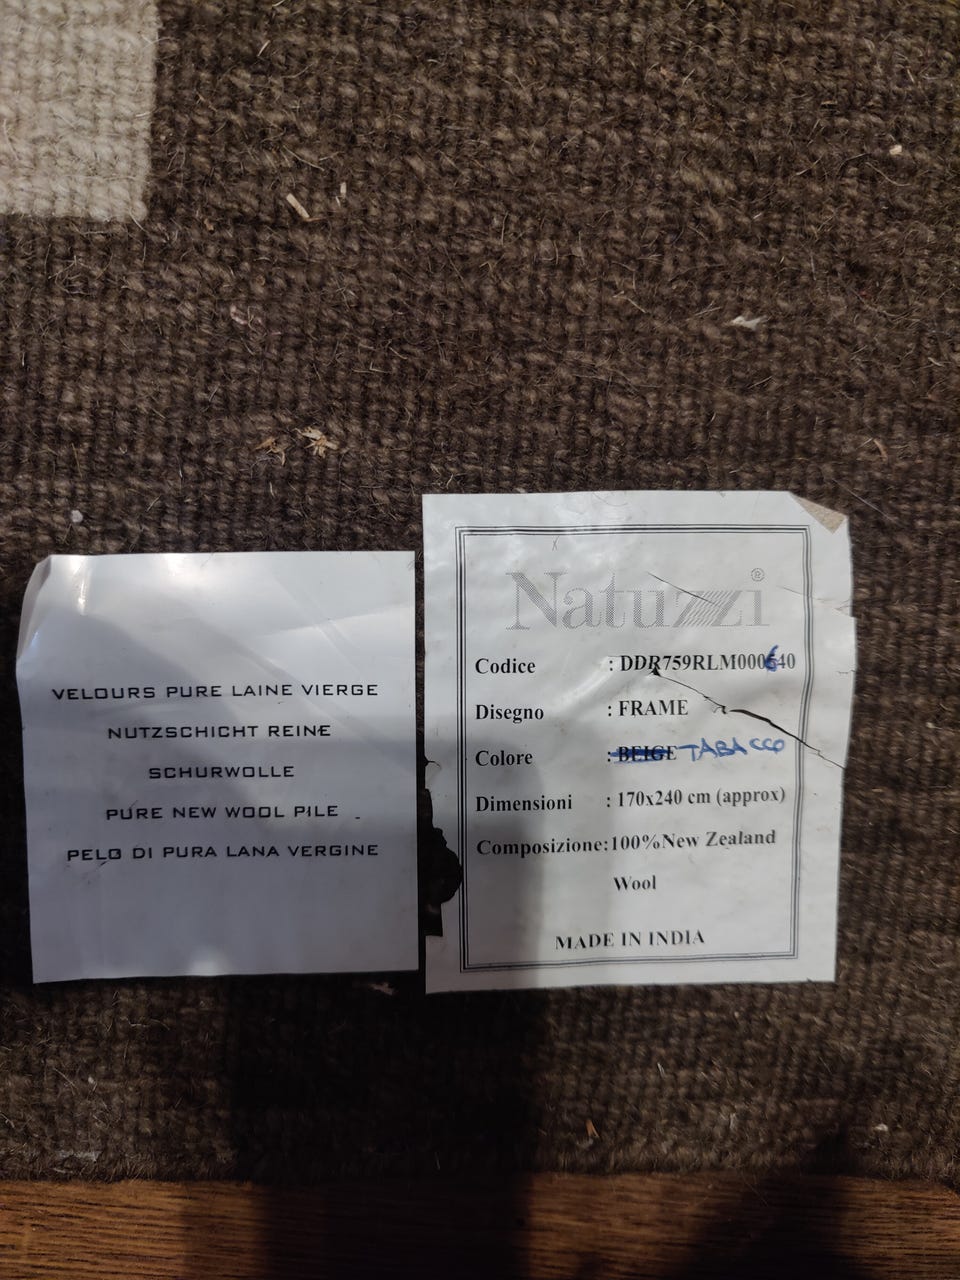 VELOURS PURE LAINE VIERGE
NUTZSCHICHT REINE
SCHURWOLLE
PURE NEW WOOL PILE
PELO DI PURA LANA VERGINE
Natuzzi®
Codice : DDR759RLM000640
Disegno : FRAME
Colore : BEIGE TABACCO
Dimensioni : 170x240 cm (approx)
Composizione:100%New Zealand
Wool
MADE IN INDIA